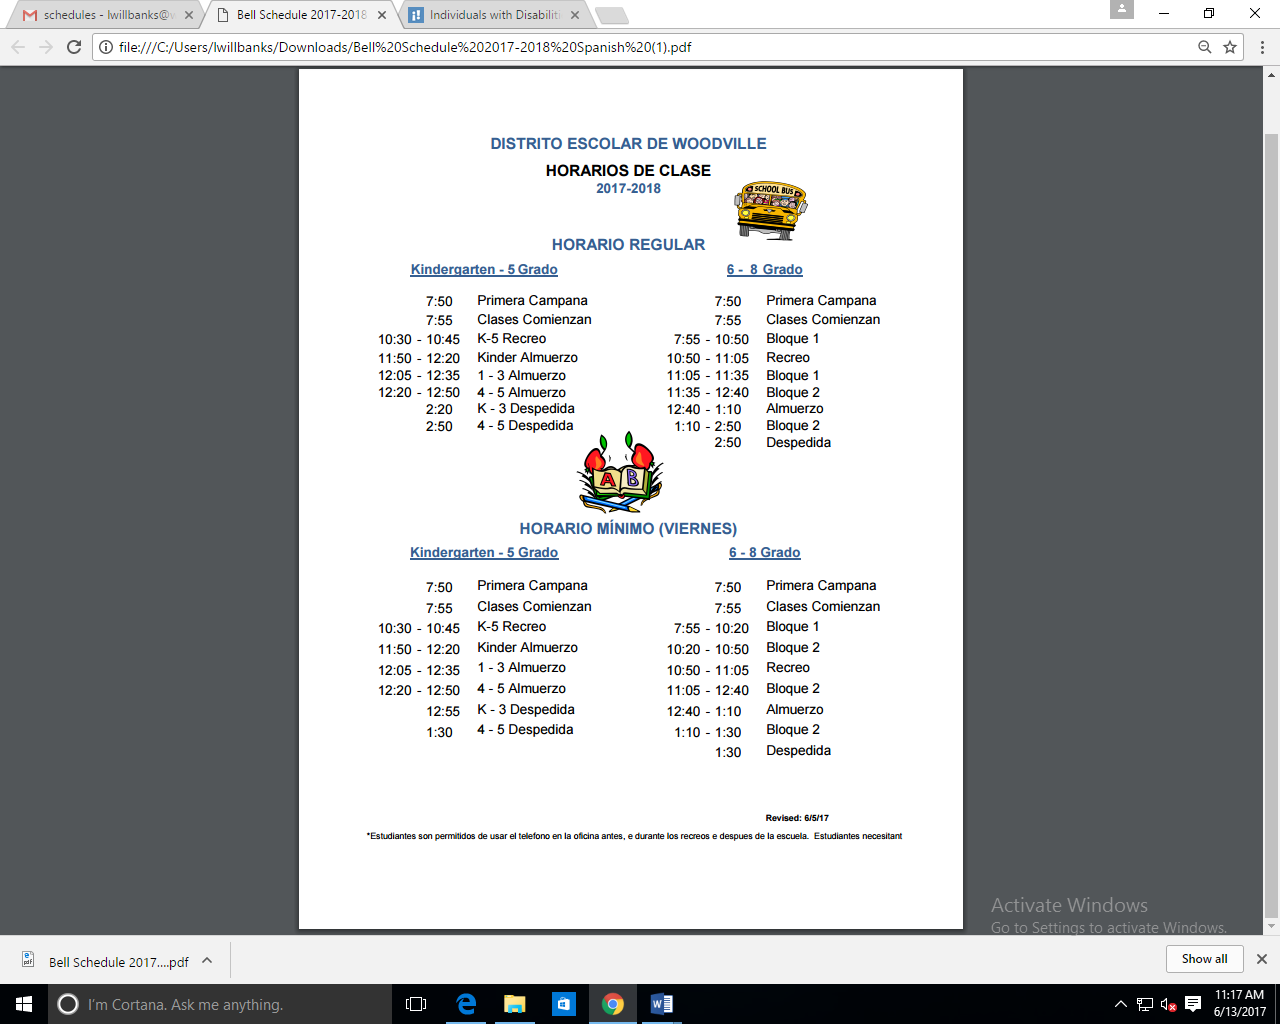 schedules - lwillbanks@w
Bell Schedule 2017-2018
Individuals with Disabiliti
file:///C:/Users/lwillbanks/Downloads/Bell%20Schedule%202017-2018%20Spanish%20(1).pdf
DISTRITO ESCOLAR DE WOODVILLE
HORARIOS DE CLASE
2017-2018
SCHOOL BUS
HORARIO REGULAR
Kindergarten - 5 Grado
7:50 Primera Campana
7:55 Clases Comienzan
10:30 - 10:45 K-5 Recreo
11:50 - 12:20 Kinder Almuerzo
12:05 - 12:35 1 - 3 Almuerzo
12:20 - 12:50 4 - 5 Almuerzo
2:20 K - 3 Despedida
2:50 4 - 5 Despedida
6 - 8 Grado
7:50 Primera Campana
7:55 Clases Comienzan
7:55 - 10:50 Bloque 1
10:50 - 11:05 Recreo
11:05 - 11:35 Bloque 1
11:35 - 12:40 Bloque 2
12:40 - 1:10 Almuerzo
1:10 - 2:50 Bloque 2
2:50 Despedida
A B
HORARIO MÍNIMO (VIERNES)
Kindergarten - 5 Grado
7:50 Primera Campana
7:55 Clases Comienzan
10:30 - 10:45 K-5 Recreo
11:50 - 12:20 Kinder Almuerzo
12:05 - 12:35 1 - 3 Almuerzo
12:20 - 12:50 4 - 5 Almuerzo
12:55 K - 3 Despedida
1:30 4 - 5 Despedida
6 - 8 Grado
7:50 Primera Campana
7:55 Clases Comienzan
7:55 - 10:20 Bloque 1
10:20 - 10:50 Bloque 2
10:50 - 11:05 Recreo
11:05 - 12:40 Bloque 2
12:40 - 1:10 Almuerzo
1:10 - 1:30 Bloque 2
1:30 Despedida
Revised: 6/5/17
*Estudiantes son permitidos de usar el telefono en la oficina antes, e durante los recreos e despues de la escuela. Estudiantes necesitant
Activate Windows
Go to Settings to activate Windows.
Bell Schedule 2017....pdf
Show all
I'm Cortana. Ask me anything.
11:17 AM
6/13/2017